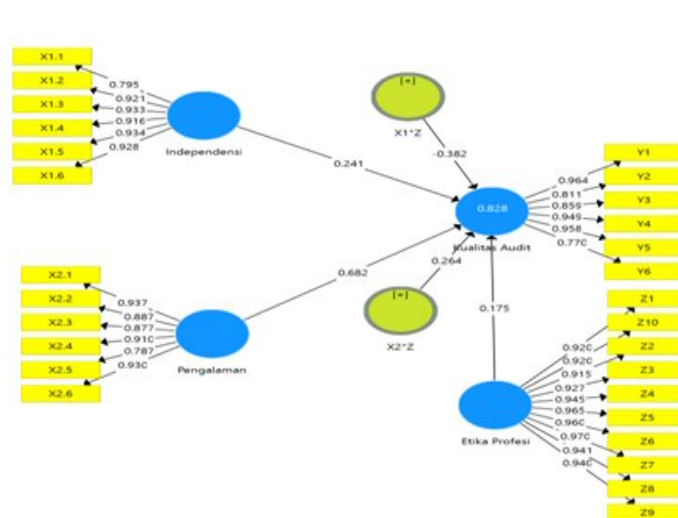 X1.1
X1.2
X1.3
X1.4
X1.5
X1.6
0.795
0.921
0.933
0.916
0.934
0.928
Independensi
[+]
X1*Z
-0.382
0.241
0.828
Kualitas Audit
Y1
Y2
Y3
Y4
Y5
Y6
0.964
0.811
0.859
0.949
0.958
0.770
X2.1
X2.2
X2.3
X2.4
X2.5
X2.6
0.937
0.887
0.877
0.910
0.787
0.930
Pengalaman
0.682
0.264
[+]
X2*Z
0.175
Etika Profesi
0.920
0.920
0.915
0.927
0.945
0.965
0.960
0.970
0.941
0.940
Z1
Z10
Z2
Z3
Z4
Z5
Z6
Z7
Z8
Z9